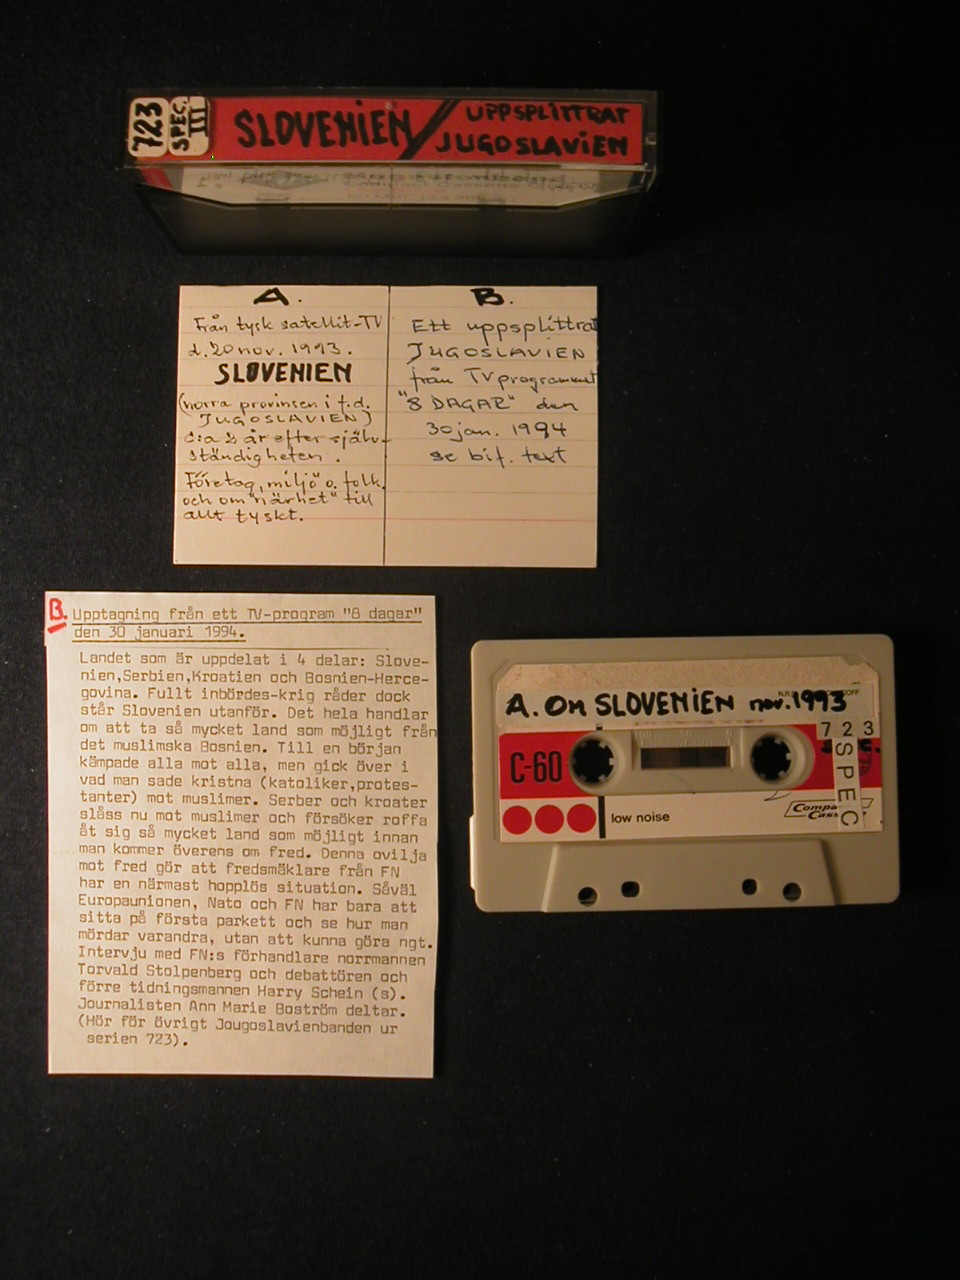 723
SPEC.
III
SLOVENIEN/
UPPSPLITTRAT
JUGOSLAVIEN
A.
Från tysk satellit-TV
d. 20 nov. 1993.
SLOVENIEN
(norra provinsen i f.d.
JUGOSLAVIEN)
c:a 2 år efter själv-
ständigheten.
Företag, miljö o. folk.
och om "närhet" till
allt tyskt.
B.
Ett uppsplittrat
JUGOSLAVIEN
från TVprogrammet
"8 DAGAR" den
30 jan. 1994
se bif. text
B. Upptagning från ett TV-program "8 dagar"
den 30 januari 1994.
Landet som är uppdelat i 4 delar: Slove-
nien,Serbien,Kroatien och Bosnien-Herce-
govina. Fullt inbördes-krig råder dock
står Slovenien utanför. Det hela handlar
om att ta så mycket land som möjligt från
det muslimska Bosnien. Till en början
kämpade alla mot alla, men gick över i
vad man sade kristna (katoliker,protes-
tanter) mot muslimer. Serber och kroater
slåss nu mot muslimer och försöker roffa
åt sig så mycket land som möjligt innan
man kommer överens om fred. Denna ovilja
mot fred gör att fredsmäklare från FN
har en närmast hopplös situation. Såväl
Europaunionen, Nato och FN har bara att
sitta på första parkett och se hur man
mördar varandra, utan att kunna göra ngt.
Intervju med FN:s förhandlare norrmannen
Torvald Stolpenberg och debattören och
förre tidningsmannen Harry Schein (s).
Journalisten Ann Marie Boström deltar.
(Hör för övrigt Jougoslavienbanden ur
serien 723).
A. Om SLOVENIEN nov.1993
723
SPEC
100 50 0
C-60
low noise
Compact
Cassette